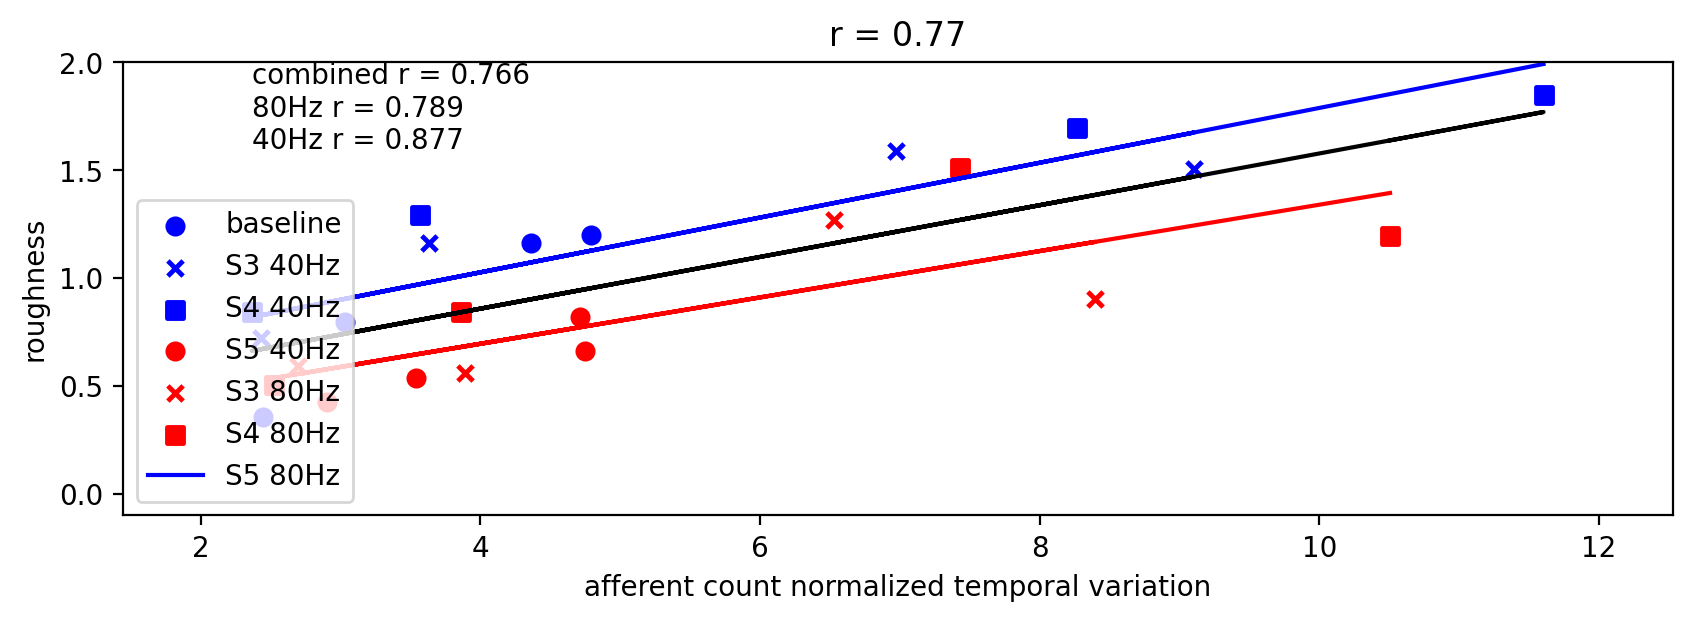 r = 0.77
combined r = 0.766
80Hz r = 0.789
40Hz r = 0.877
baseline
S3 40Hz
S4 40Hz
S5 40Hz
S3 80Hz
S4 80Hz
S5 80Hz
roughness
2.0
1.5
1.0
0.5
0.0
2 4 6 8 10 12
afferent count normalized temporal variation